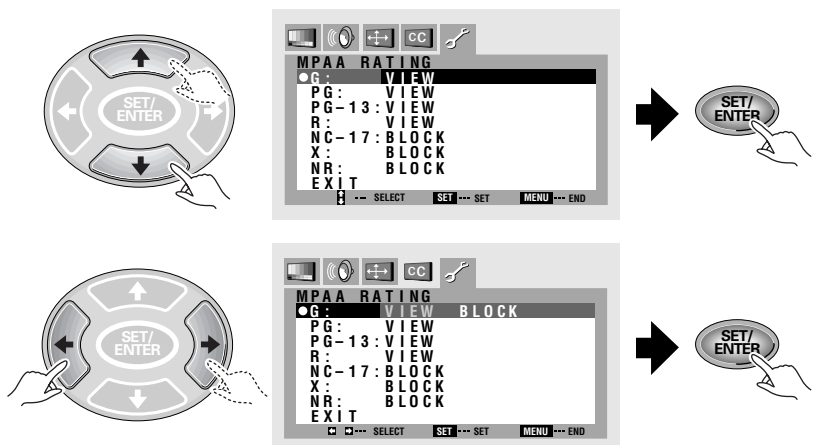 SET/
ENTER
CC
MPAA RATING
G: VIEW
PG: VIEW
PG-13: VIEW
R: VIEW
NC-17: BLOCK
X: BLOCK
NR: BLOCK
EXIT
-- SELECT SET --- SET MENU --- END
SET/
ENTER
SET/
ENTER
CC
MPAA RATING
G: VIEW BLOCK
PG: VIEW
PG-13: VIEW
R: VIEW
NC-17: BLOCK
X: BLOCK
NR: BLOCK
EXIT
--- SELECT SET --- SET MENU --- END
SET/
ENTER